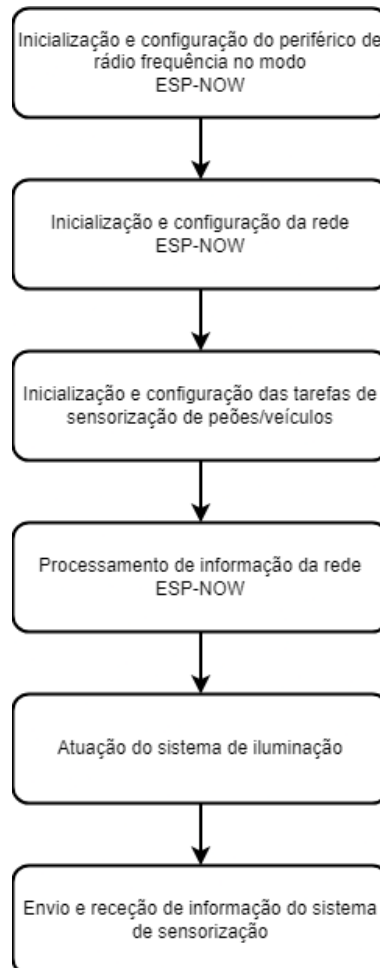 Inicialização e configuração do periférico de
rádio frequência no modo
ESP-NOW
Inicialização e configuração da rede
ESP-NOW
Inicialização e configuração das tarefas de
sensorização de peões/veículos
Processamento de informação da rede
ESP-NOW
Atuação do sistema de iluminação
Envio e receção de informação do sistema
de sensorização